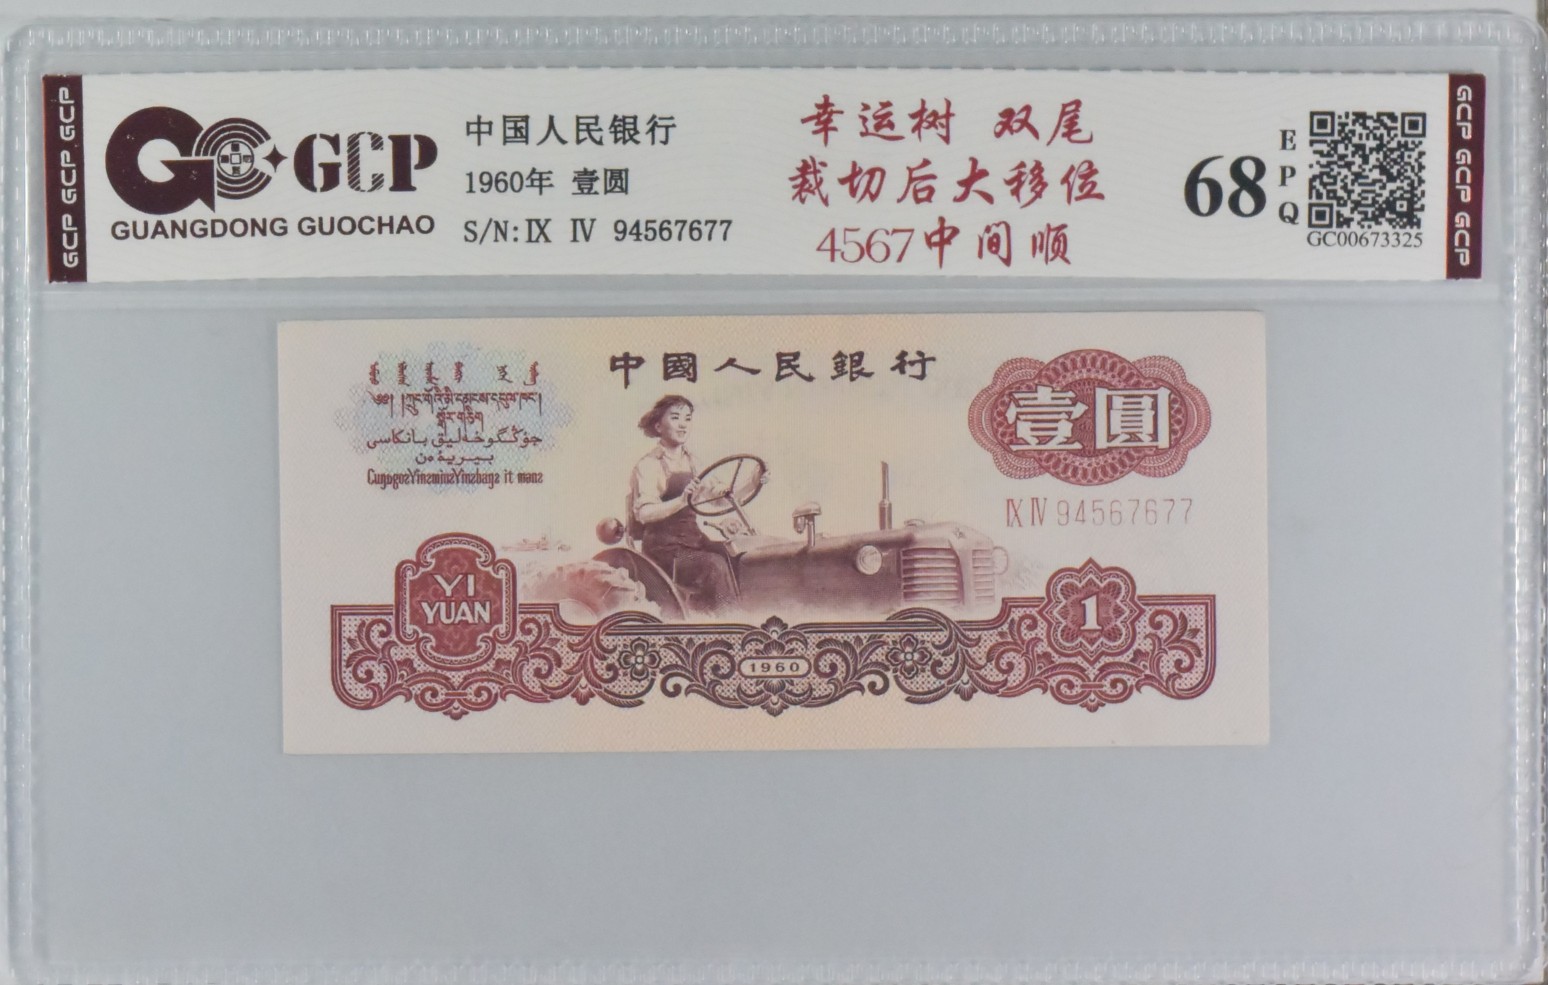 GCP GCP GCP
GCP
GUANGDONG GUOCHAO
中国人民银行
1960年 壹圆
S/N: IX IV 94567677
幸运树 双尾
裁切后大移位
4567中间顺
68
EPQ
GC00673325
GCP GCP GCP
中國人民銀行
壹圓
IX IV 94567677
YI
YUAN
1960
1